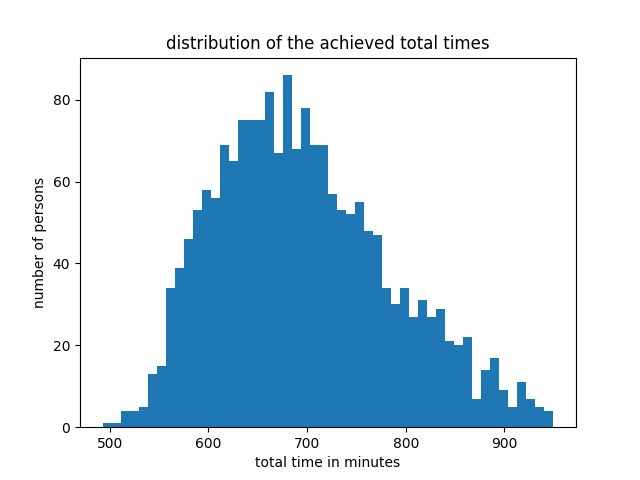 distribution of the achieved total times
80
60
40
20
0
number of persons
500 600 700 800 900
total time in minutes